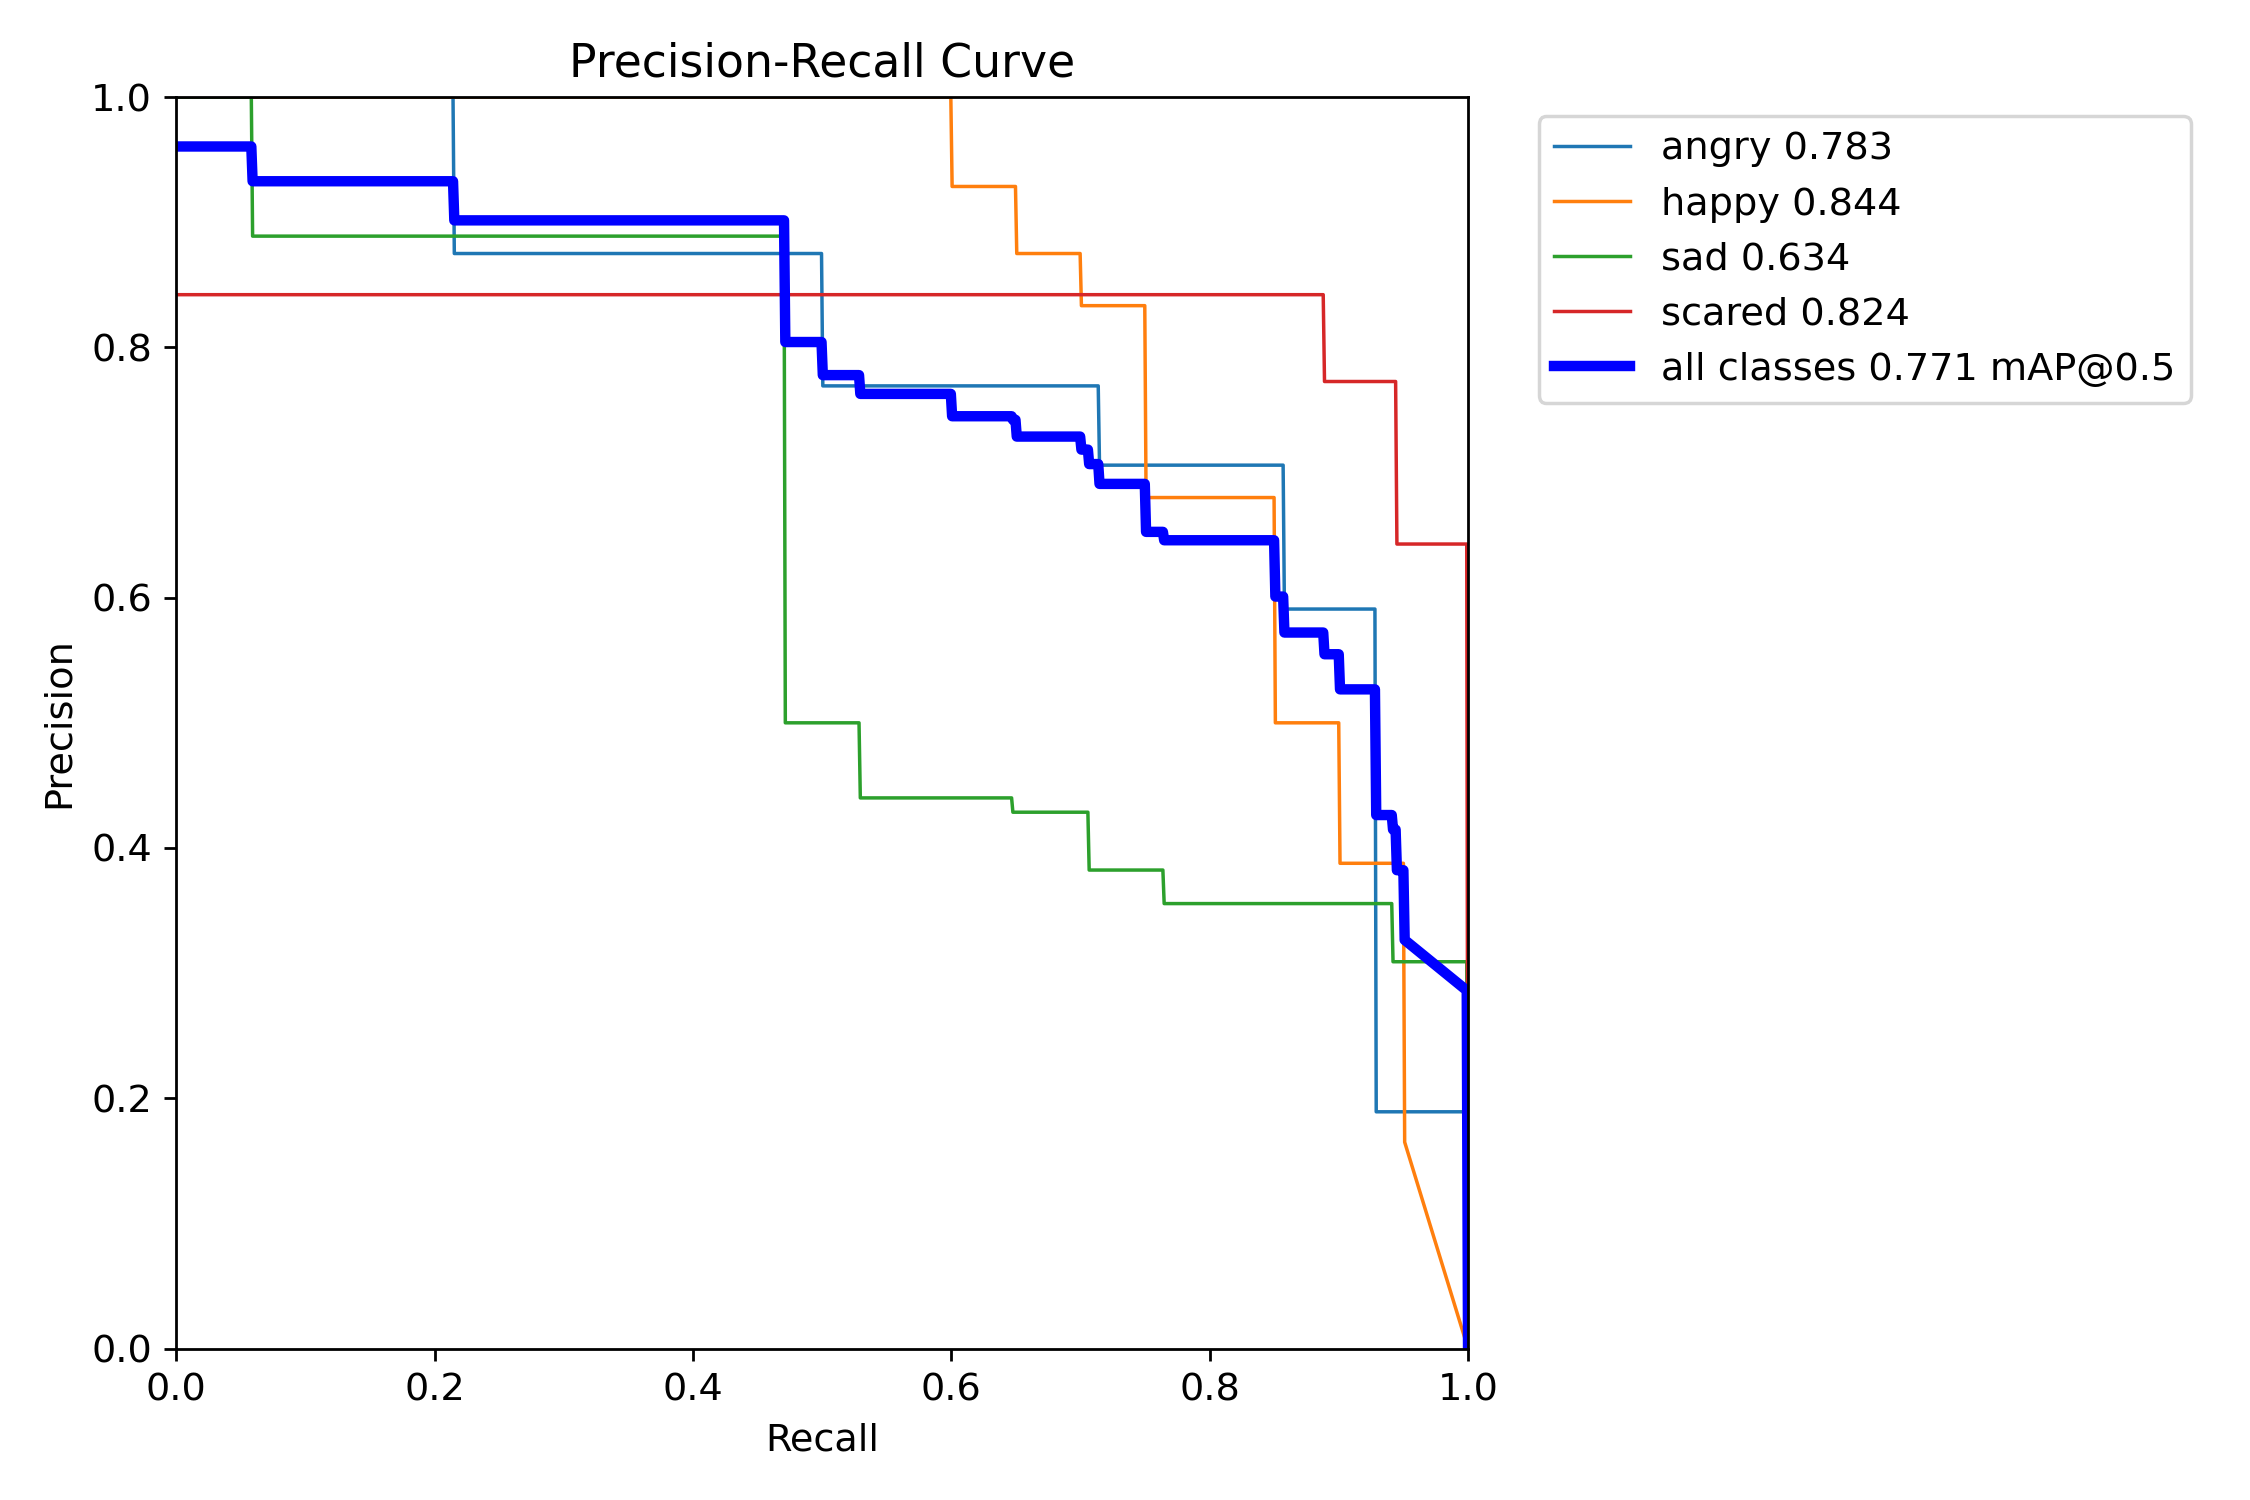 Precision-Recall Curve
1.0
0.8
0.6
0.4
0.2
0.0
Precision
0.0 0.2 0.4 0.6 0.8 1.0
Recall
angry 0.783
happy 0.844
sad 0.634
scared 0.824
all classes 0.771 mAP@0.5